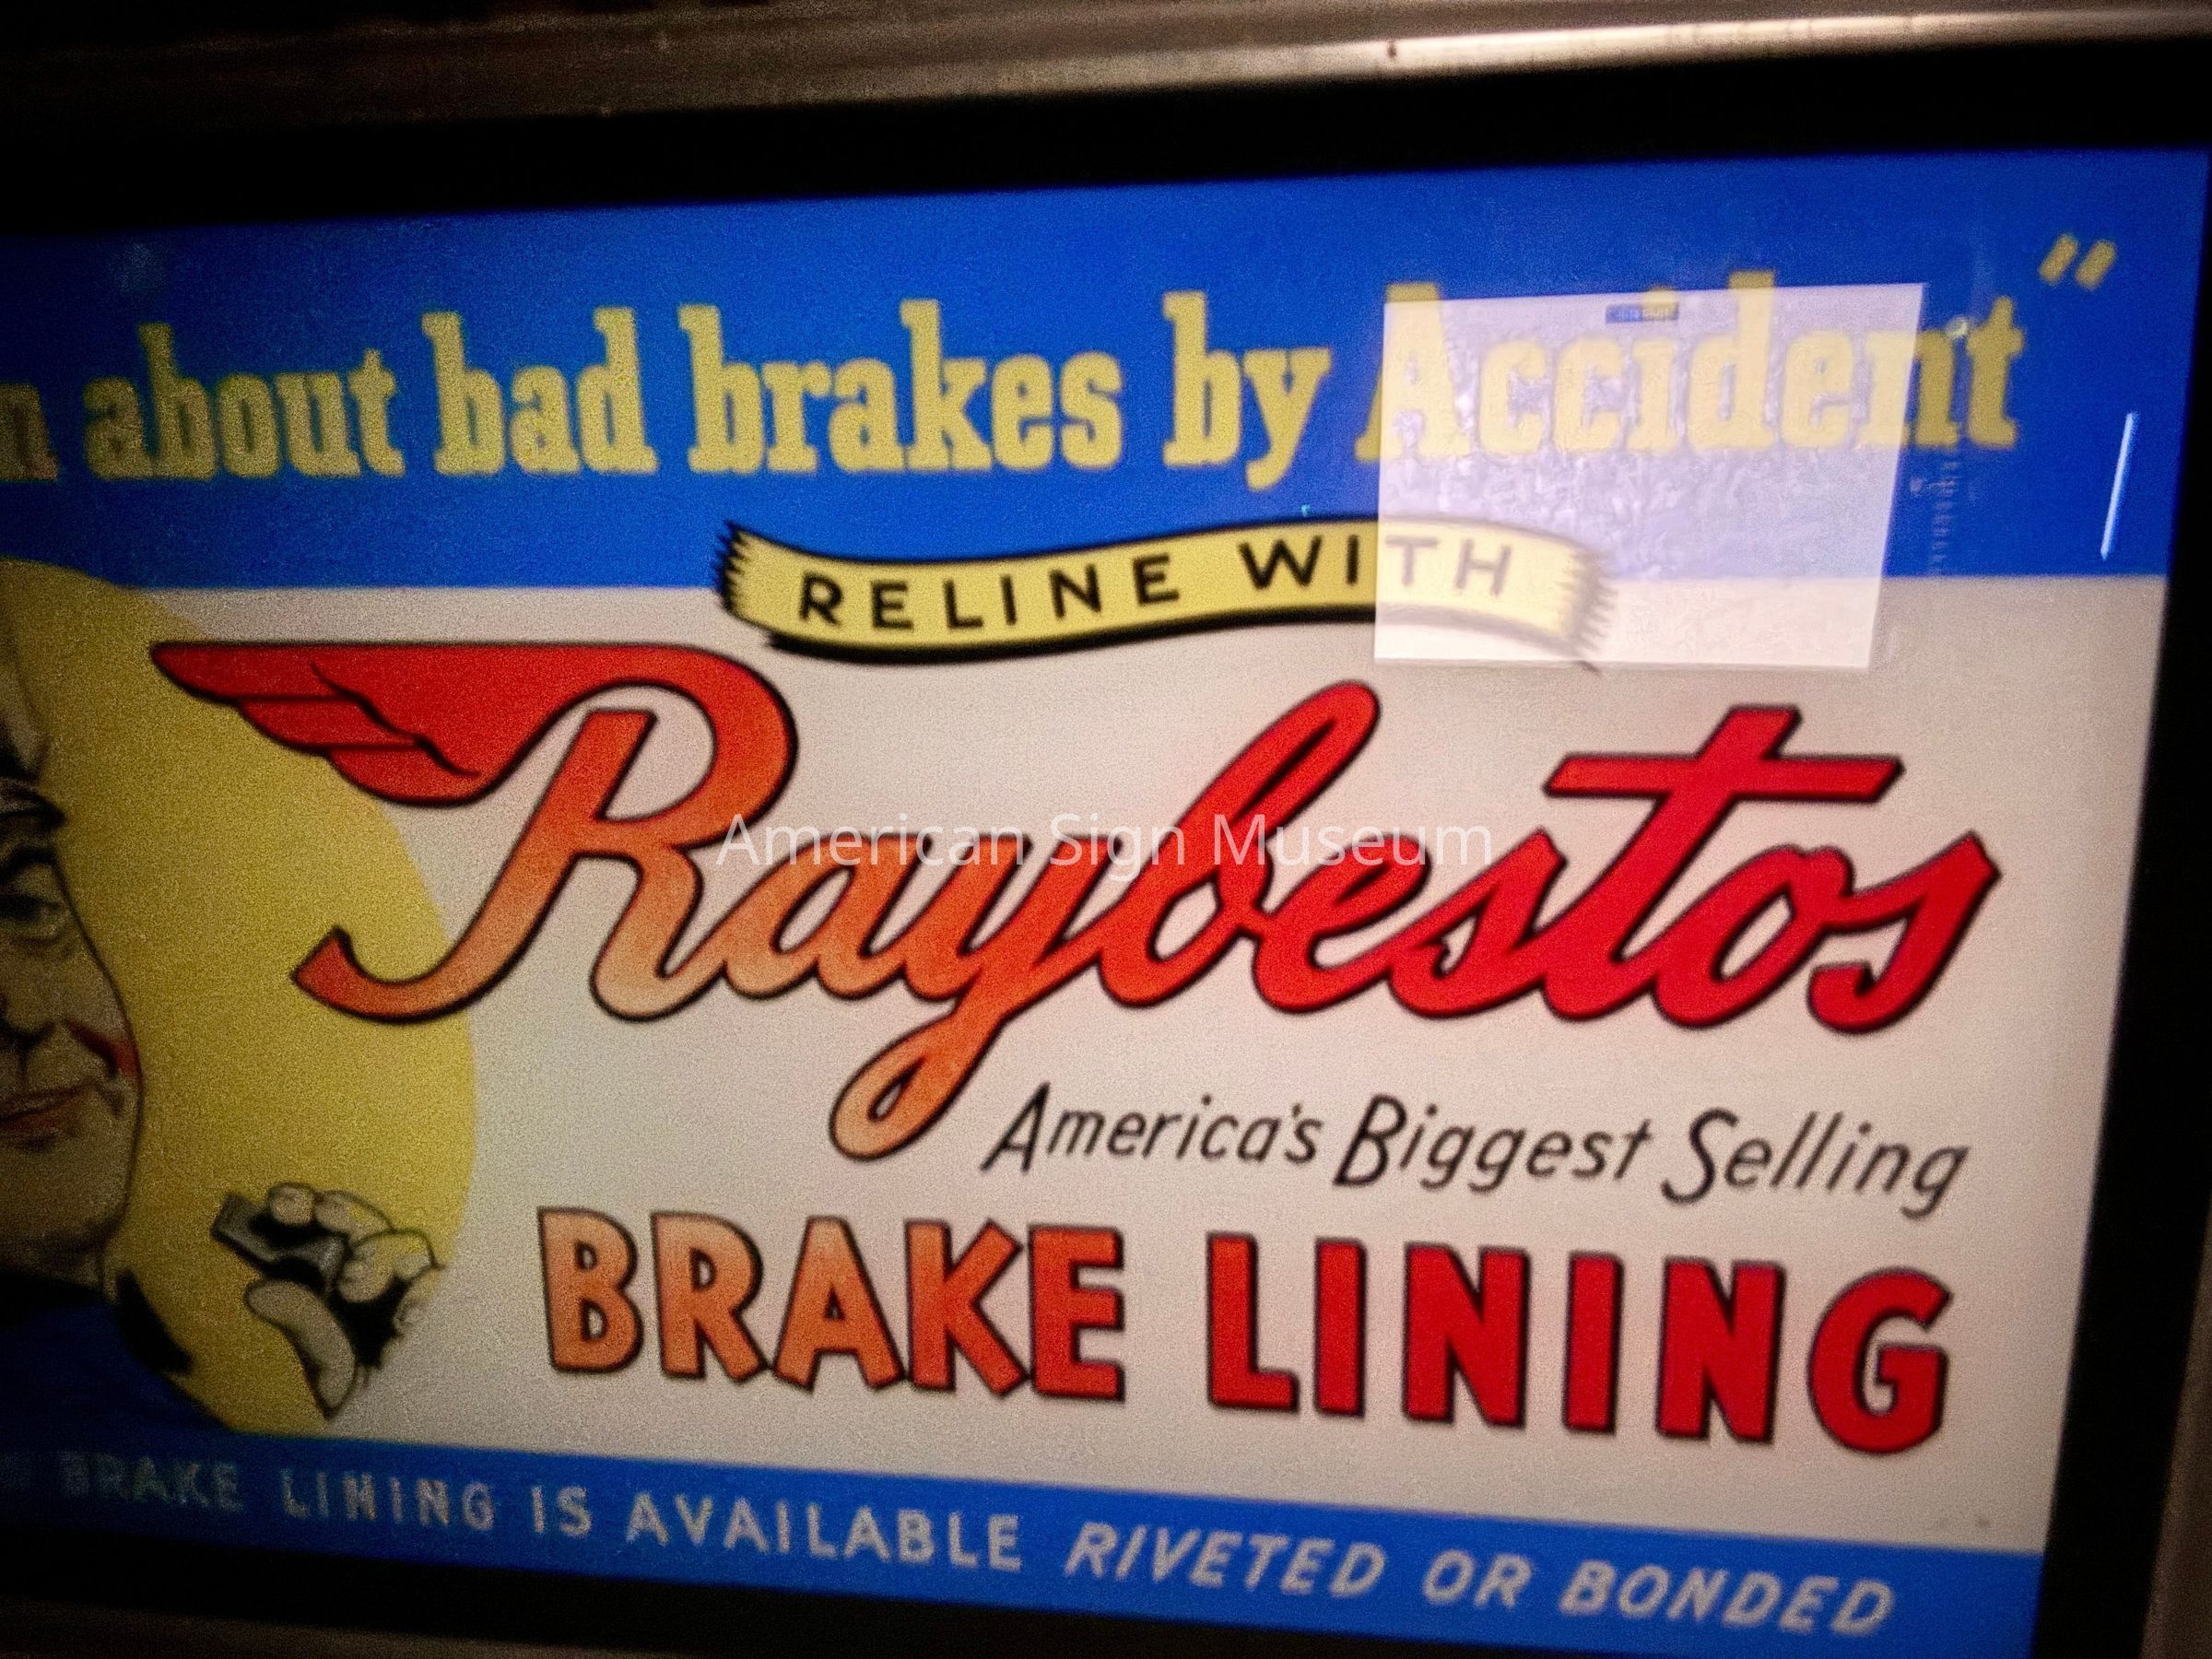 about bad brakes by Accident"
RELINE WITH
Raybestos
American Sign Museum
America's Biggest Selling
BRAKE LINING
BRAKE LINING IS AVAILABLE RIVETED OR BONDED